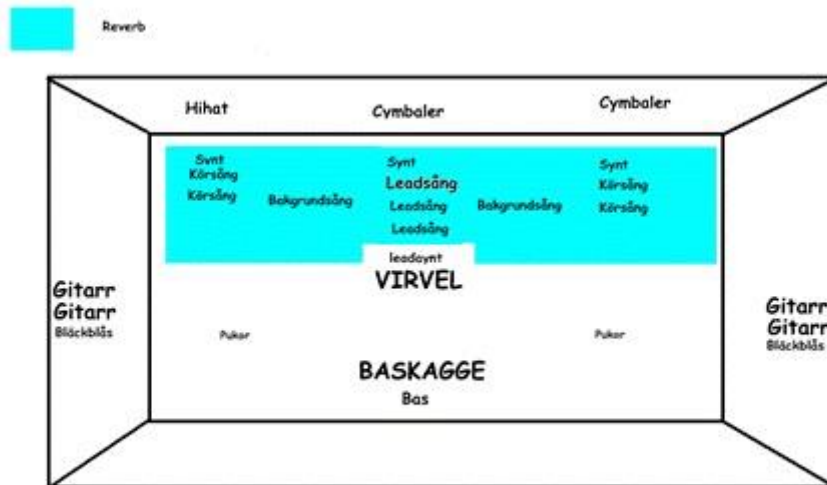 Reverb
Hihat
Cymbaler
Cymbaler
Synt
Körsång
Körsång
Bakgrundsång
Synt
Leadsång
Leadsång
Leadsång
Bakgrundsång
Synt
Körsång
Körsång
leadsynt
VIRVEL
Gitarr
Gitarr
Bläckblås
Pukor
Pukor
Gitarr
Gitarr
Bläckblås
BASKAGGE
Bas